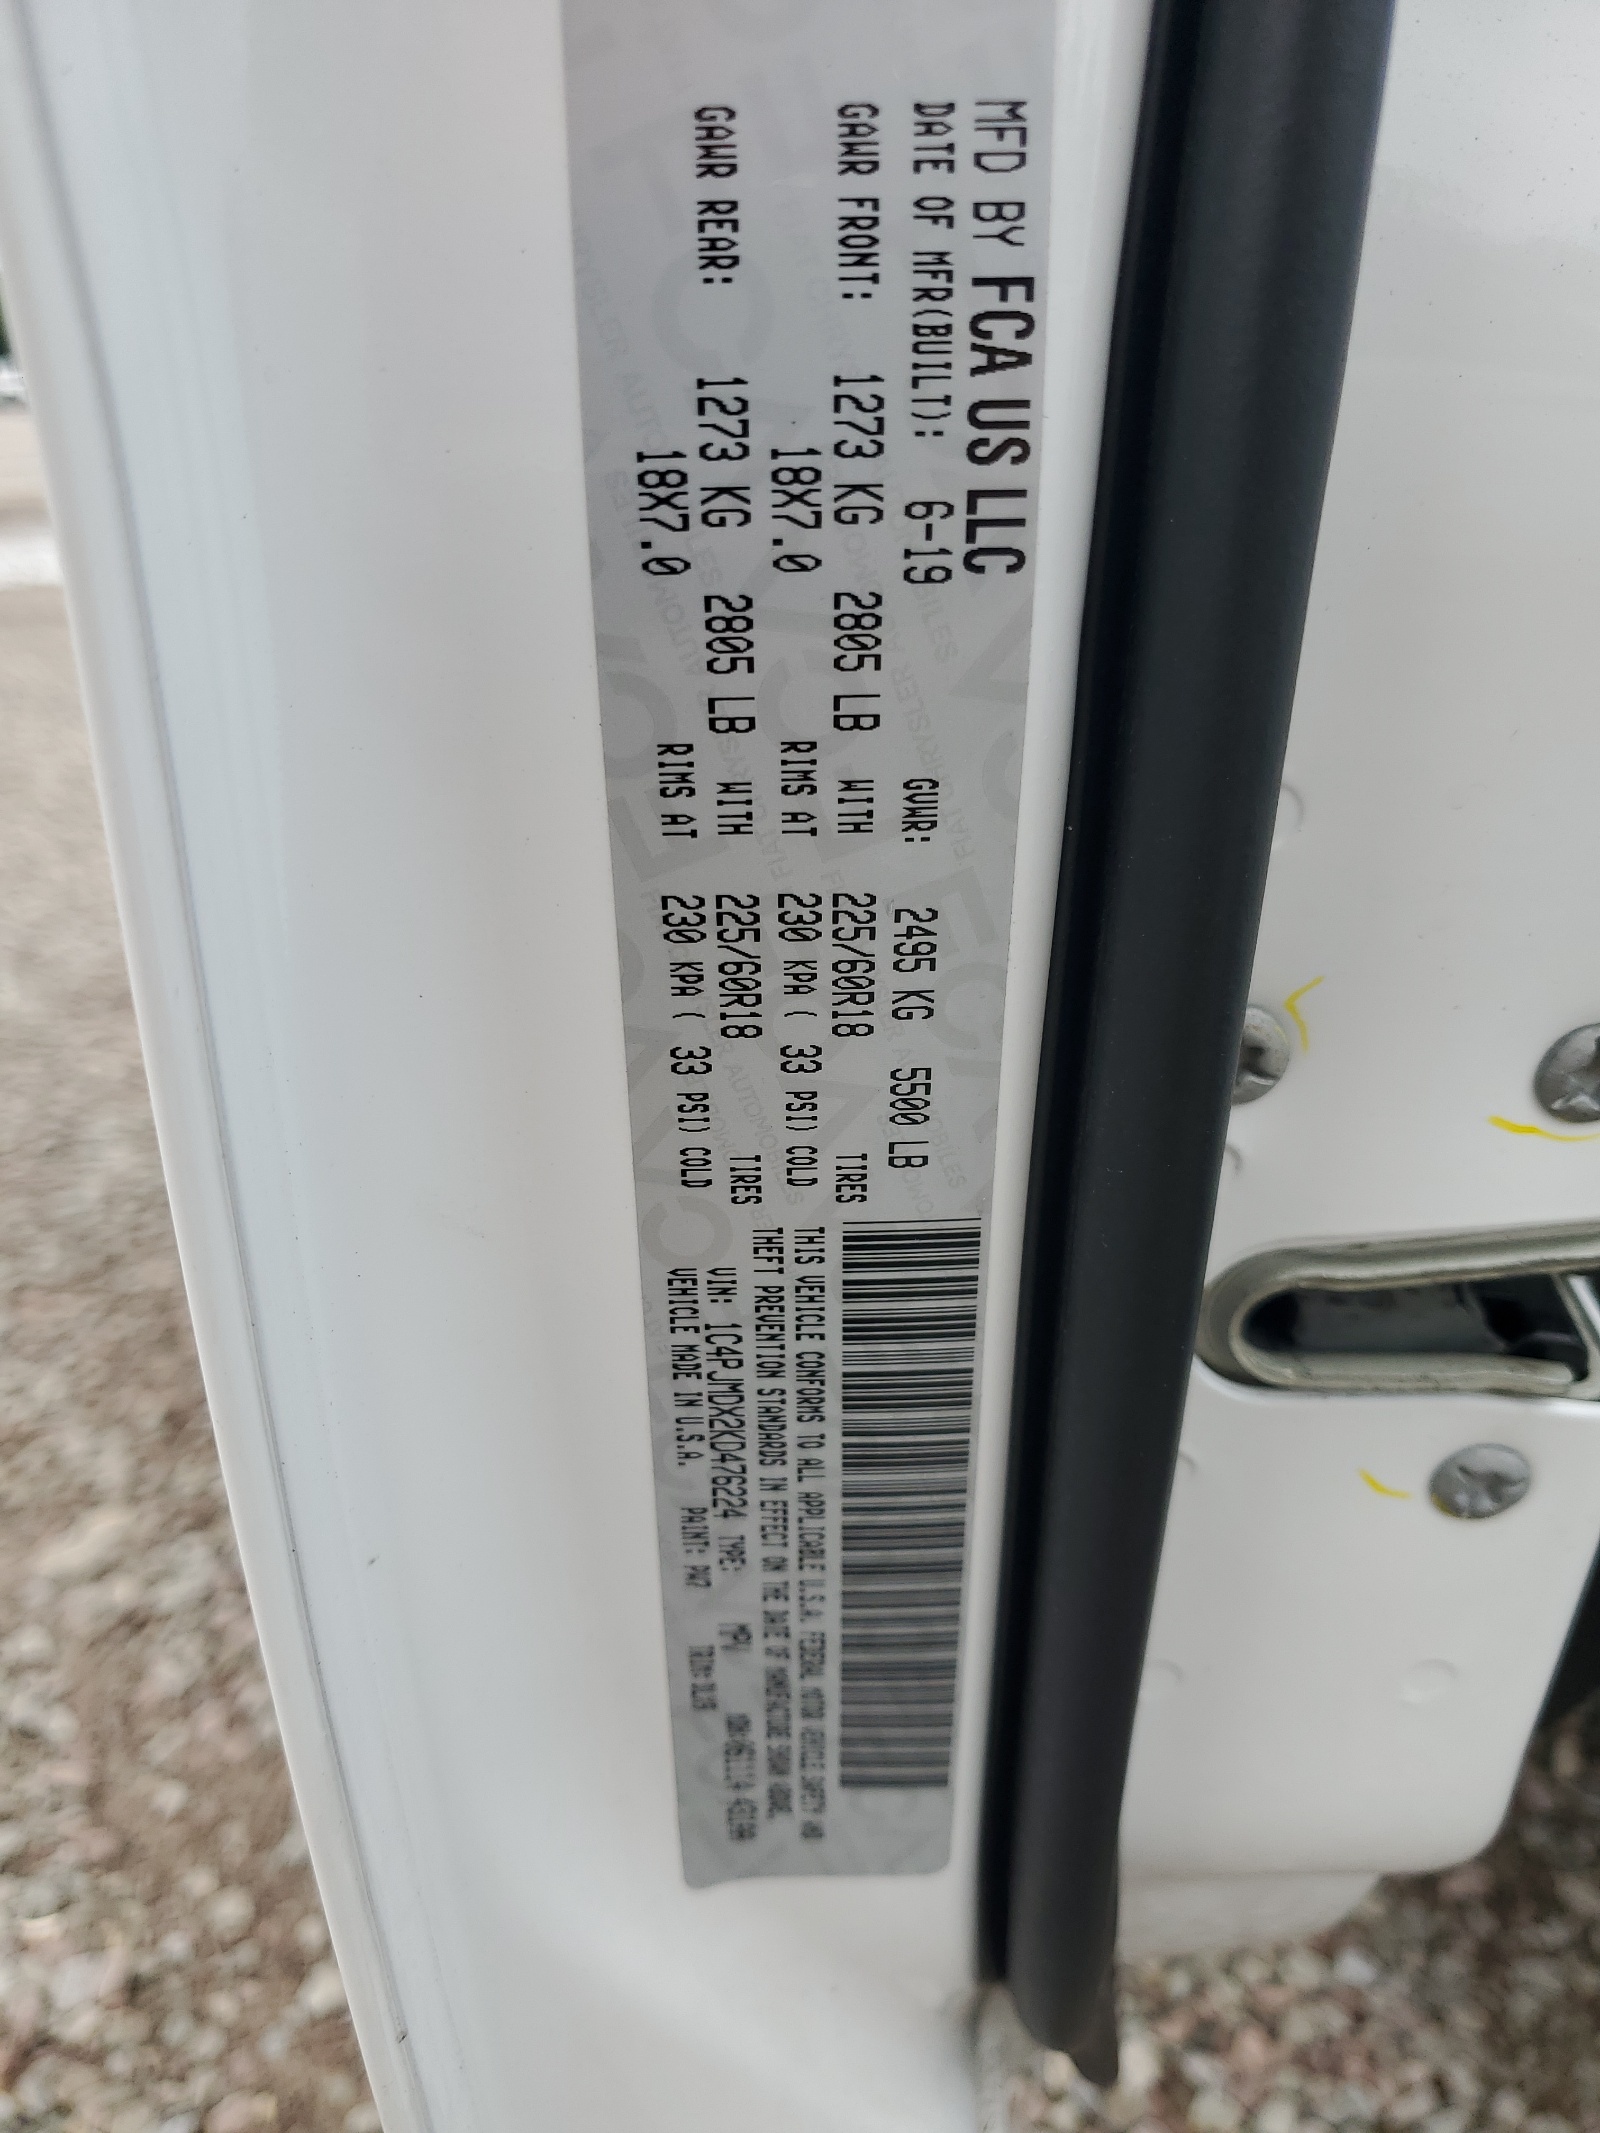 MFD BY FCA US LLC
DATE OF MFR(BUILT): 6-19 GVWR: 2495 KG 5500 LB
GAWR FRONT: 1273 KG 2805 LB WITH 225/60R18 TIRES
18X7.0 RIMS AT 230 KPA ( 33 PSI) COLD
GAWR REAR: 1273 KG 2805 LB WITH 225/60R18 TIRES
18X7.0 RIMS AT 230 KPA ( 33 PSI) COLD
THIS VEHICLE CONFORMS TO ALL APPLICABLE U.S.A. FEDERAL MOTOR VEHICLE SAFETY AND
THEFT PREVENTION STANDARDS IN EFFECT ON THE DATE OF MANUFACTURE SHOWN ABOVE.
VIN: 1C4PJMDX2KD476224 TYPE: MPV
VEHICLE MADE IN U.S.A. PAINT: PW7 TRIM: